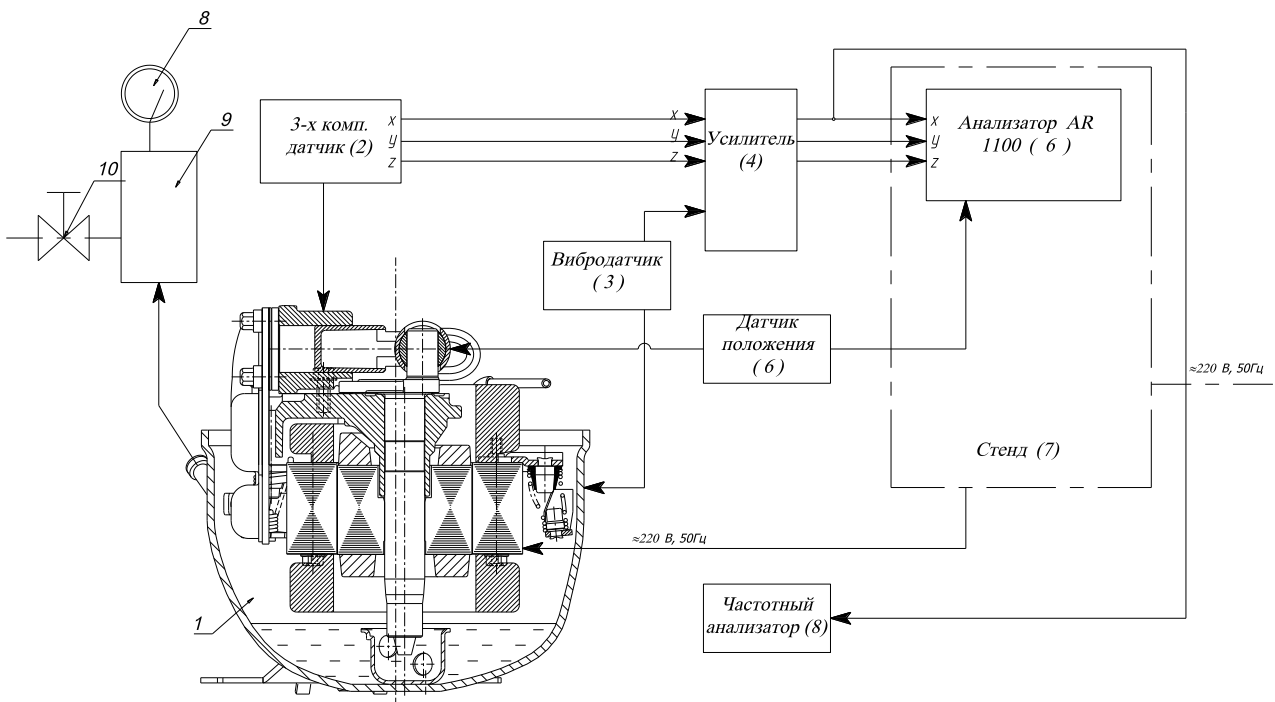 8
9
10
3-х комп.
датчик (2)
x
y
z
x
y
z
Усилитель
(4)
x
y
z
Анализатор AR
1100 ( 6 )
Вибродатчик
( 3 )
Датчик
положения
( 6 )
≈220 В, 50Гц
Стенд (7)
≈220 В, 50Гц
Частотный
анализатор (8)
1